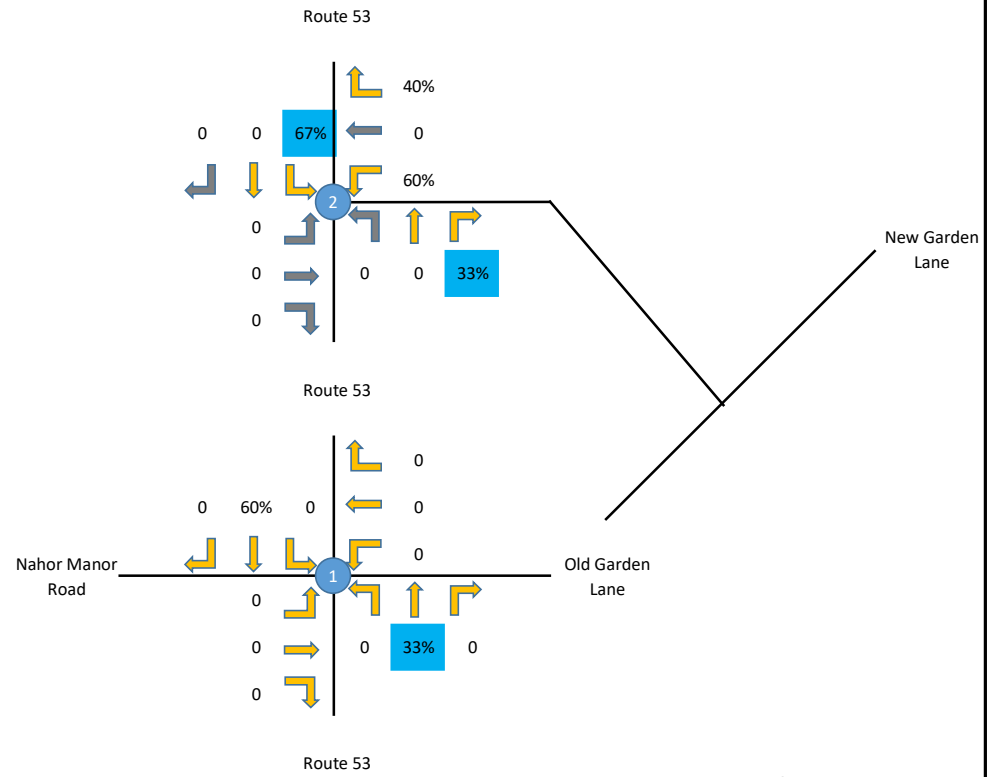 Route 53
40%
0 0 67% 0
60%
2
0
New Garden
Lane
0 0 0 33%
0
Route 53
0
0 60% 0 0
0
Nahor Manor
Road
1
Old Garden
Lane
0
0 0 33% 0
0
Route 53